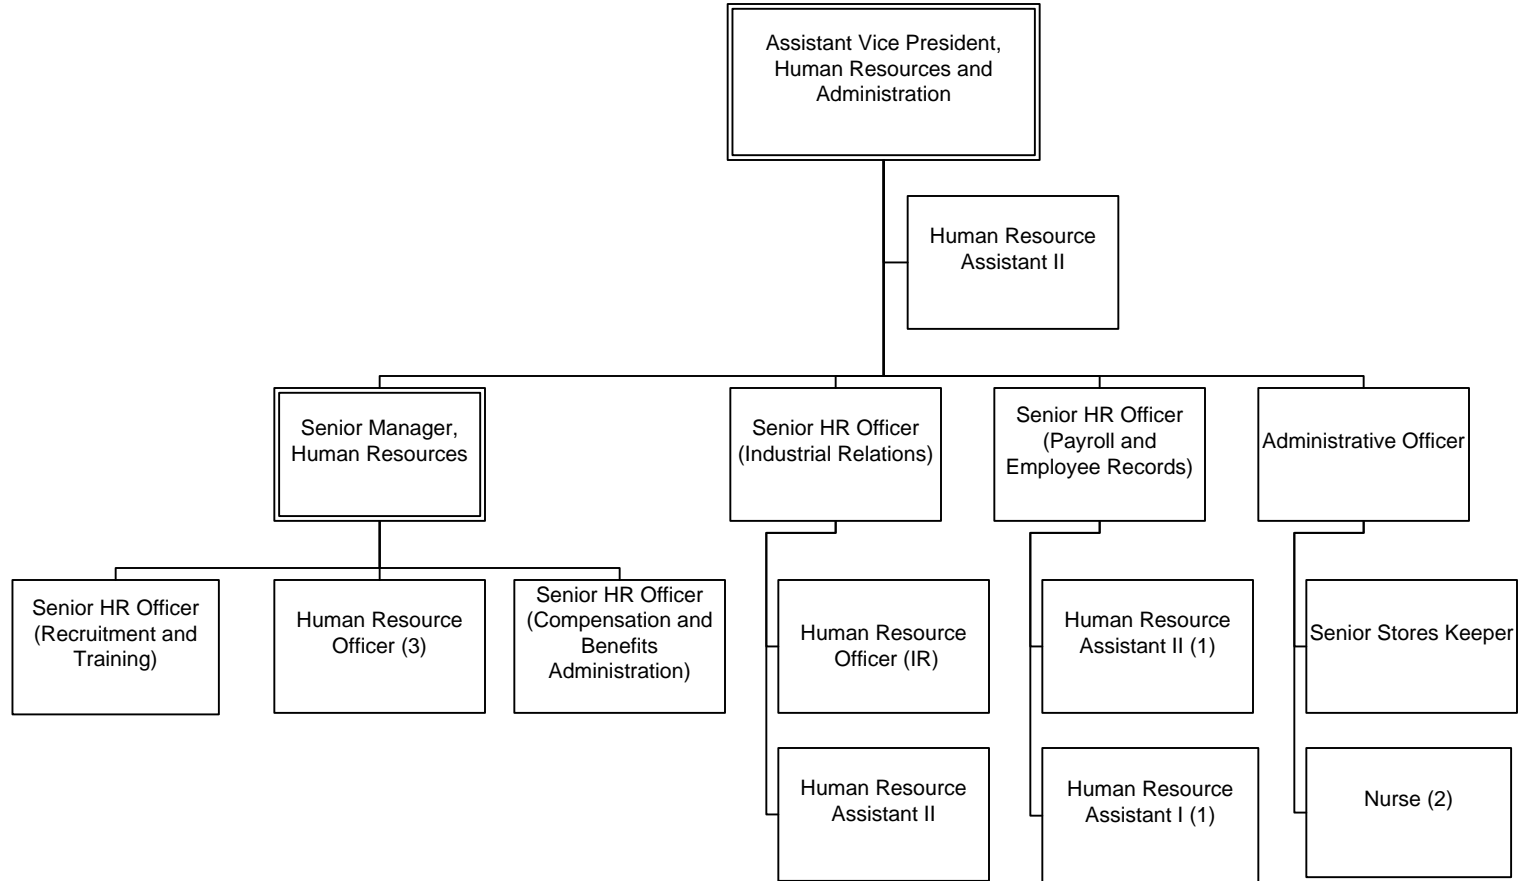 Assistant Vice President,
Human Resources and
Administration
Human Resource
Assistant II
Senior Manager,
Human Resources
Senior HR Officer
(Industrial Relations)
Senior HR Officer
(Payroll and
Employee Records)
Administrative Officer
Senior HR Officer
(Recruitment and
Training)
Human Resource
Officer (3)
Senior HR Officer
(Compensation and
Benefits
Administration)
Human Resource
Officer (IR)
Human Resource
Assistant II (1)
Senior Stores Keeper
Human Resource
Assistant II
Human Resource
Assistant I (1)
Nurse (2)